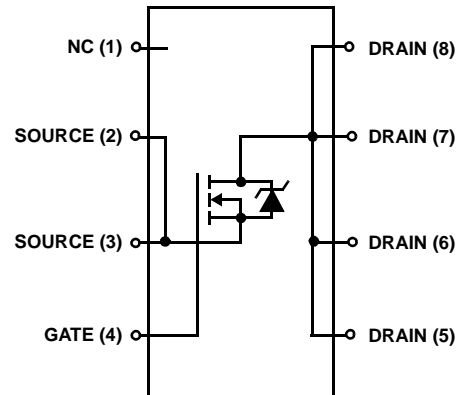 NC (1)
DRAIN (8)
SOURCE (2)
DRAIN (7)
SOURCE (3)
DRAIN (6)
GATE (4)
DRAIN (5)